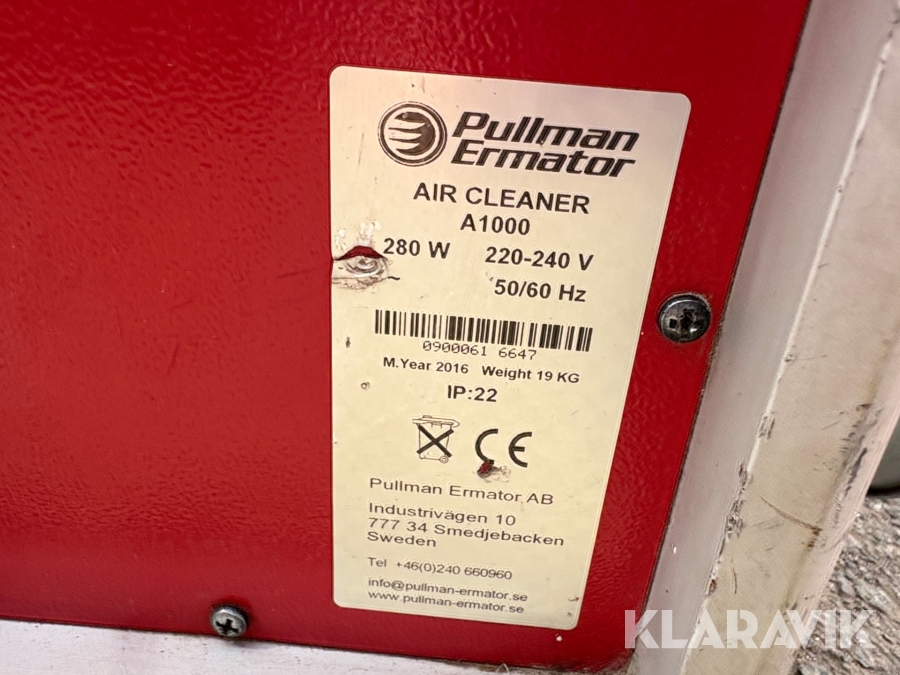 Pullman
Ermator
AIR CLEANER
A1000
280 W 220-240 V
50/60 Hz
0900061 6647
M.Year 2016 Weight 19 KG
IP:22
CE
Pullman Ermator AB
Industrivägen 10
777 34 Smedjebacken
Sweden
Tel +46(0)240 660960
info@pullman-ermator.se
www.pullman-ermator.se
KLARAVIK